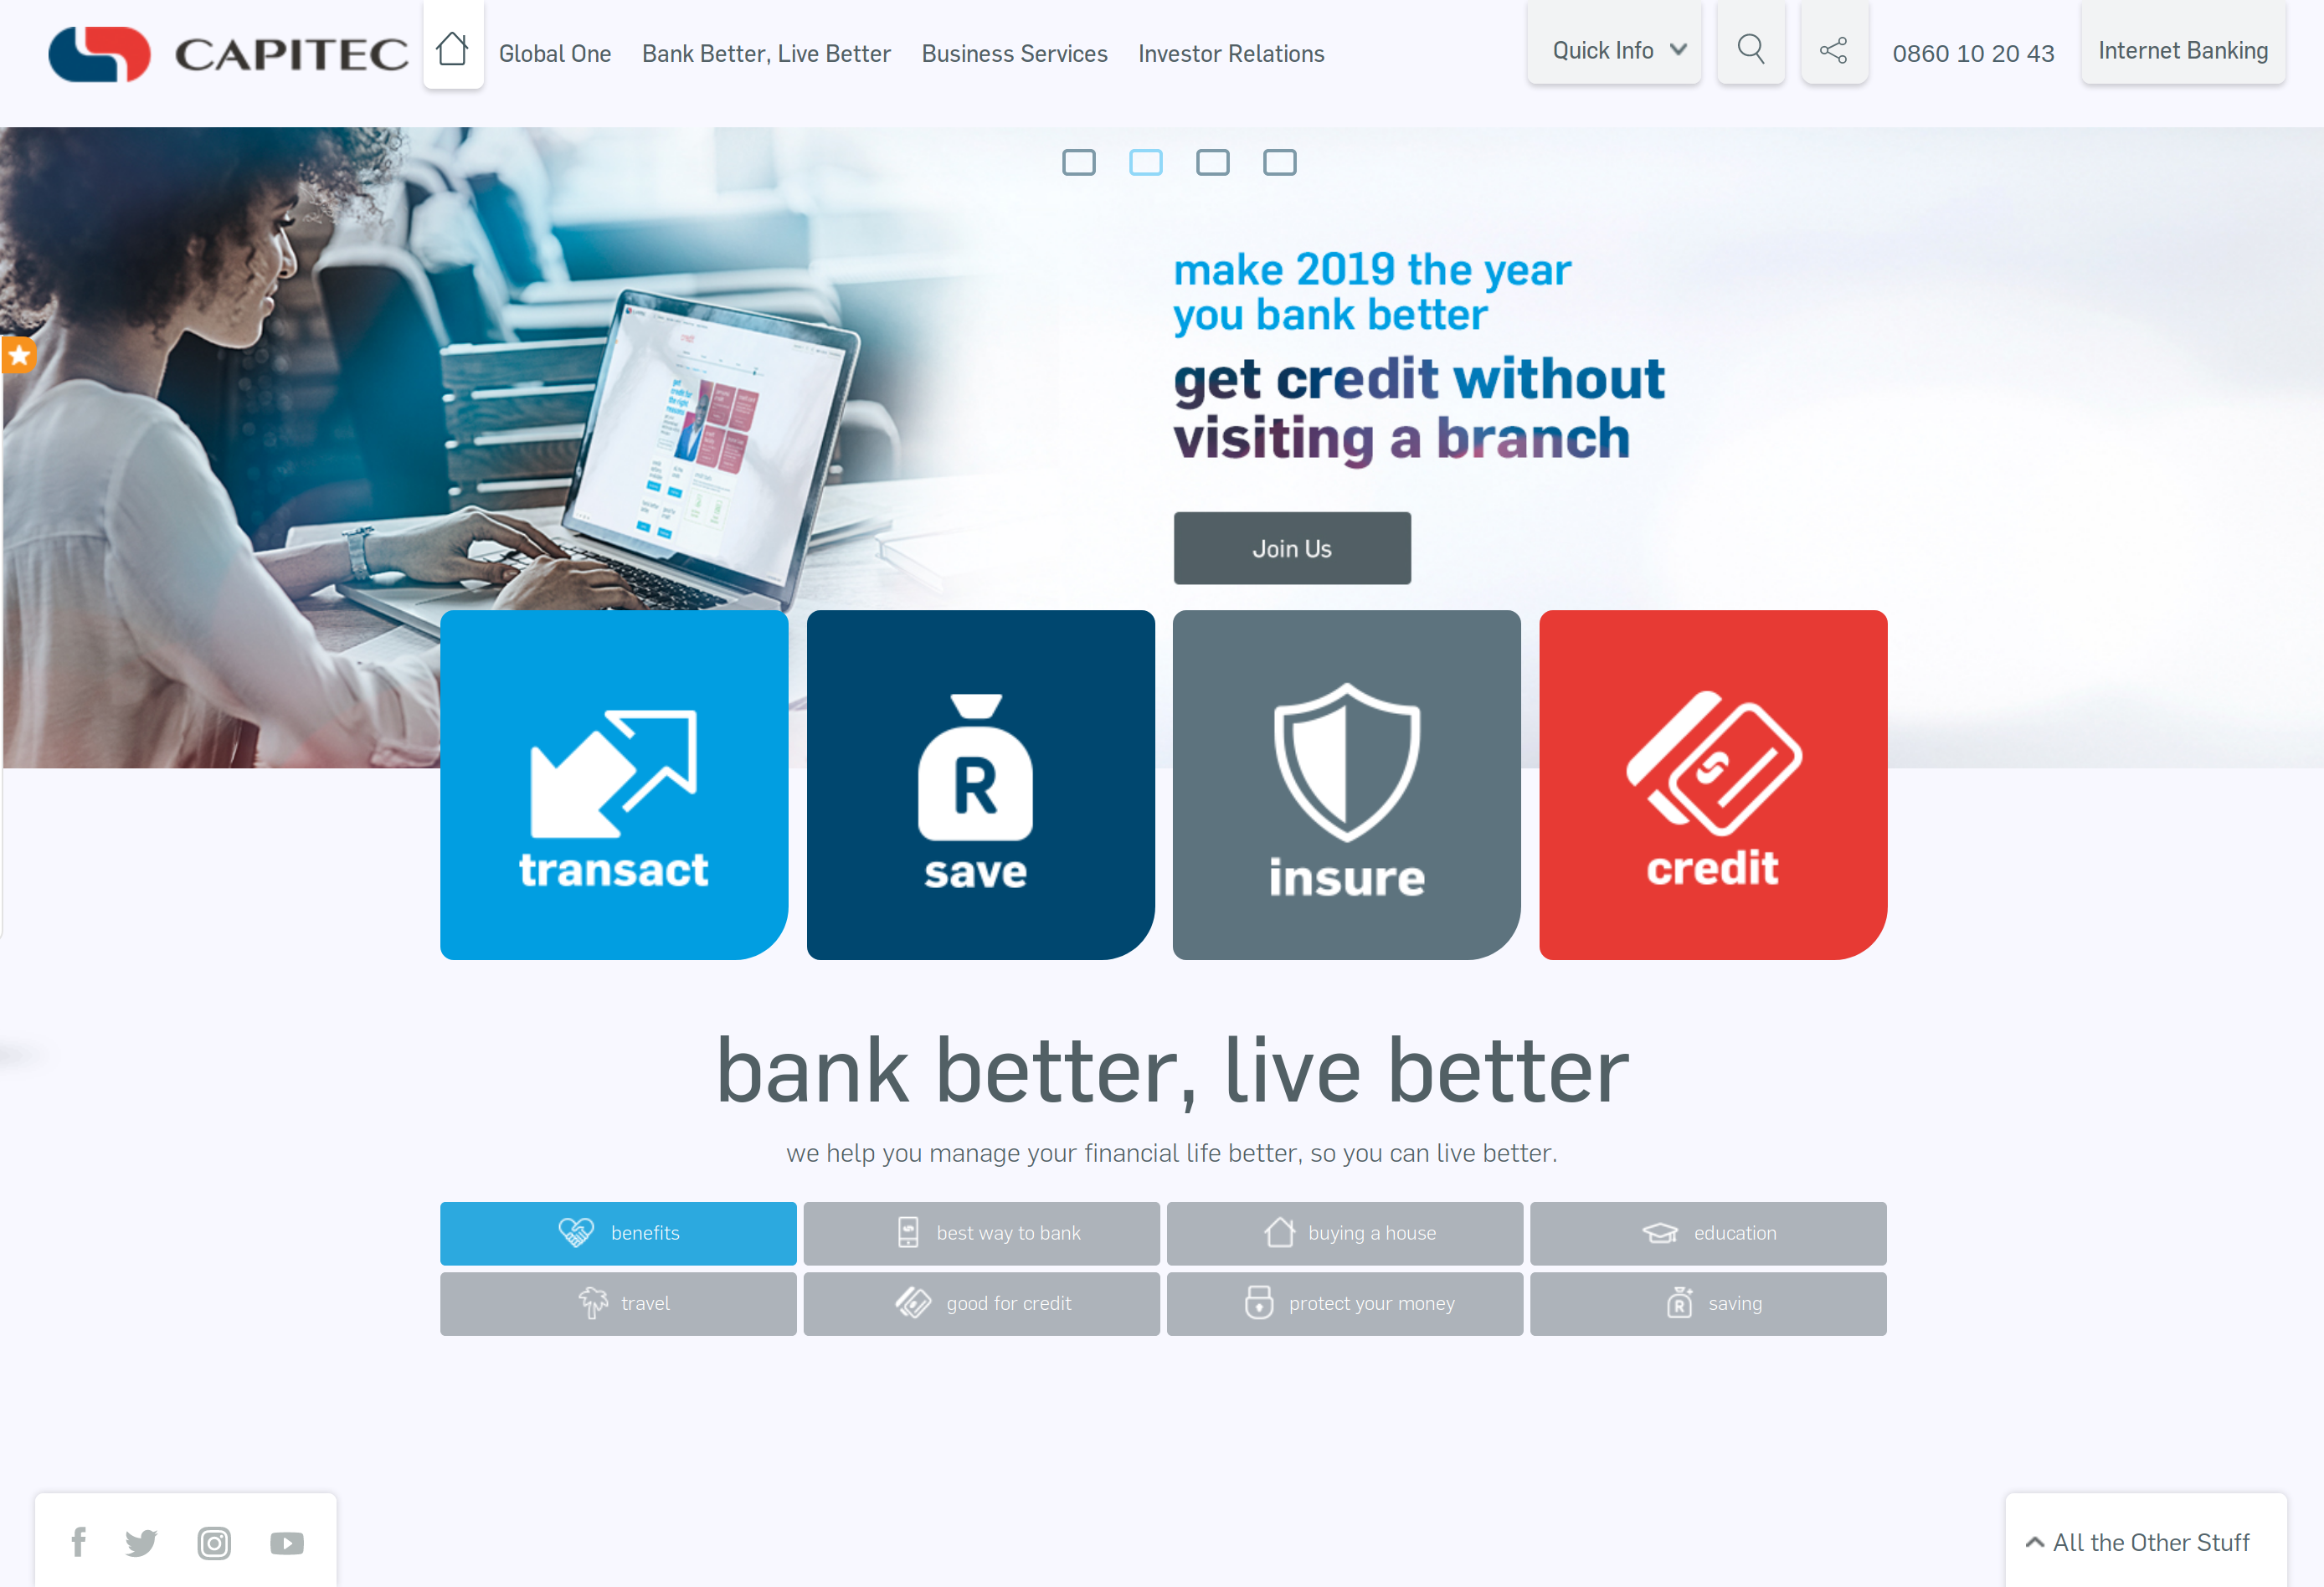 CAPITEC
Global One
Bank Better, Live Better
Business Services
Investor Relations
Quick Info
0860 10 20 43
Internet Banking
make 2019 the year
you bank better
get credit without
visiting a branch
Join Us
transact
R
save
insure
credit
bank better, live better
we help you manage your financial life better, so you can live better.
benefits
best way to bank
buying a house
education
travel
good for credit
protect your money
R
saving
All the Other Stuff